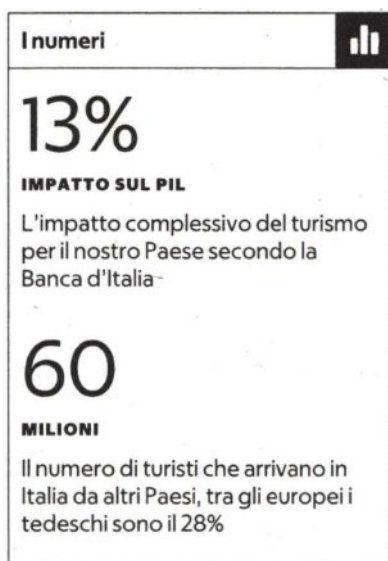 I numeri
13%
IMPATTO SUL PIL
L'impatto complessivo del turismo
per il nostro Paese secondo la
Banca d'Italia
60
MILIONI
Il numero di turisti che arrivano in
Italia da altri Paesi, tra gli europei i
tedeschi sono il 28%